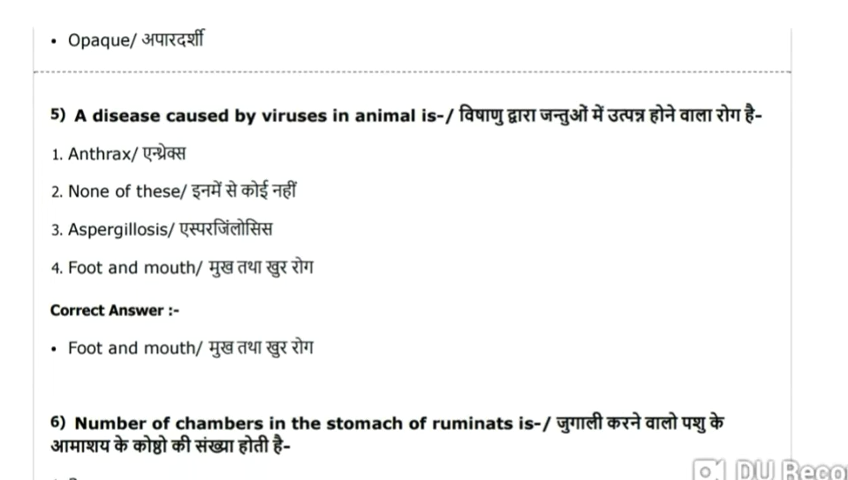 • Opaque/ अपारदर्शी
5) A disease caused by viruses in animal is-/ विषाणु द्वारा जन्तुओं में उत्पन्न होने वाला रोग है-
1. Anthrax/ एन्थ्रेक्स
2. None of these/ इनमें से कोई नहीं
3. Aspergillosis/ एस्परजिंलोसिस
4. Foot and mouth/ मुख तथा खुर रोग
Correct Answer :-
• Foot and mouth/ मुख तथा खुर रोग
6) Number of chambers in the stomach of ruminats is-/ जुगाली करने वालो पशु के
आमाशय के कोष्ठो की संख्या होती है-
DU Reco